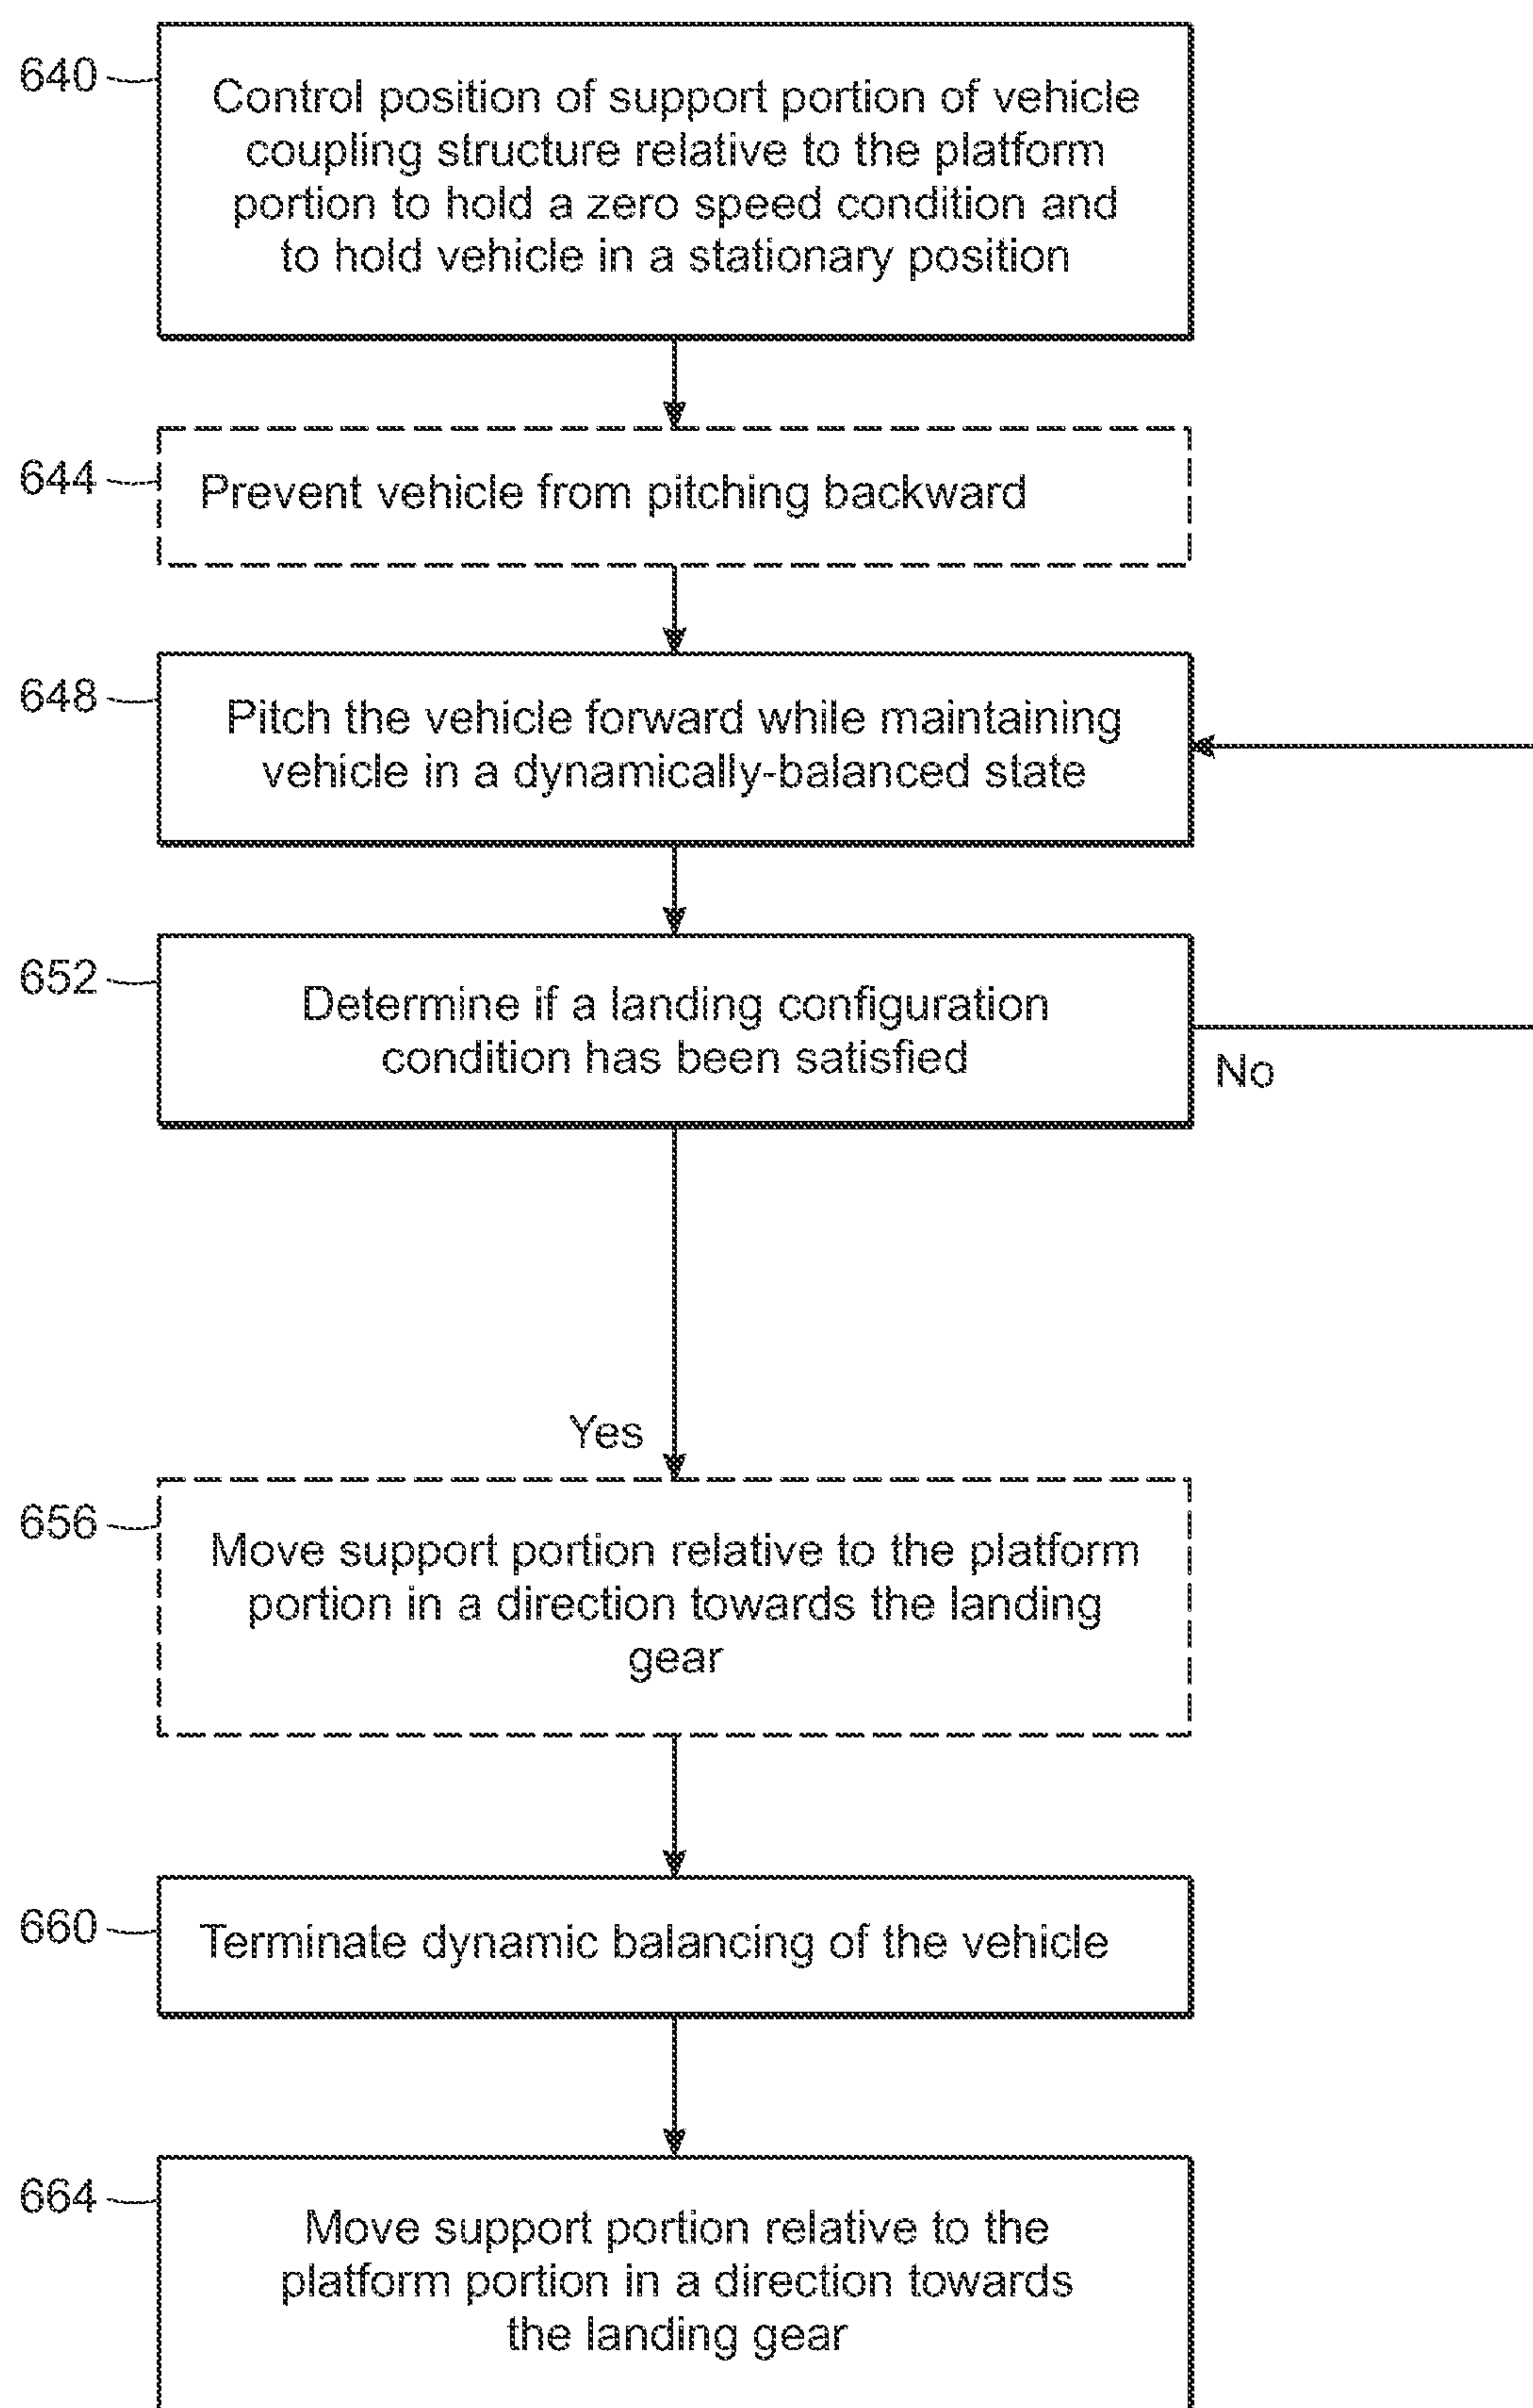 640
Control position of support portion of vehicle
coupling structure relative to the platform
portion to hold a zero speed condition and
to hold vehicle in a stationary position
644
Prevent vehicle from pitching backward
648
Pitch the vehicle forward while maintaining
vehicle in a dynamically-balanced state
652
Determine if a landing configuration
condition has been satisfied
No
Yes
656
Move support portion relative to the platform
portion in a direction towards the landing
gear
660
Terminate dynamic balancing of the vehicle
664
Move support portion relative to the
platform portion in a direction towards
the landing gear